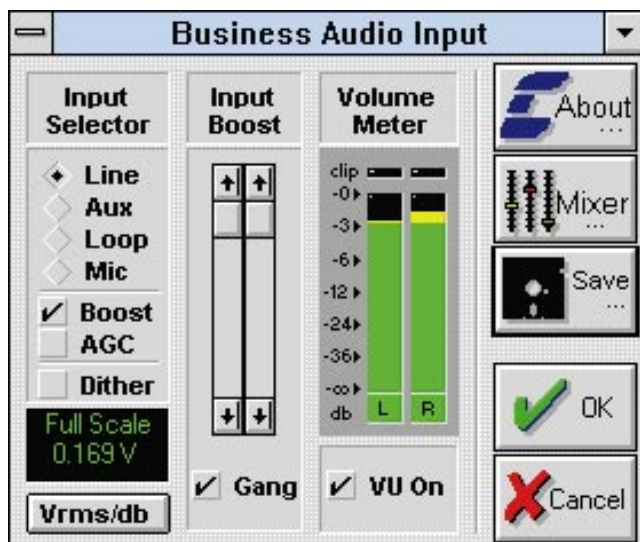 Business Audio Input
Input
Selector
Line
Aux
Loop
Mic
Boost
AGC
Dither
Full Scale
0.169 V
Vrms/db
Input
Boost
Gang
Volume
Meter
clip
-0
-3
-6
-12
-24
-36
-∞
db
L
R
VU On
About
...
Mixer
...
Save
...
OK
Cancel